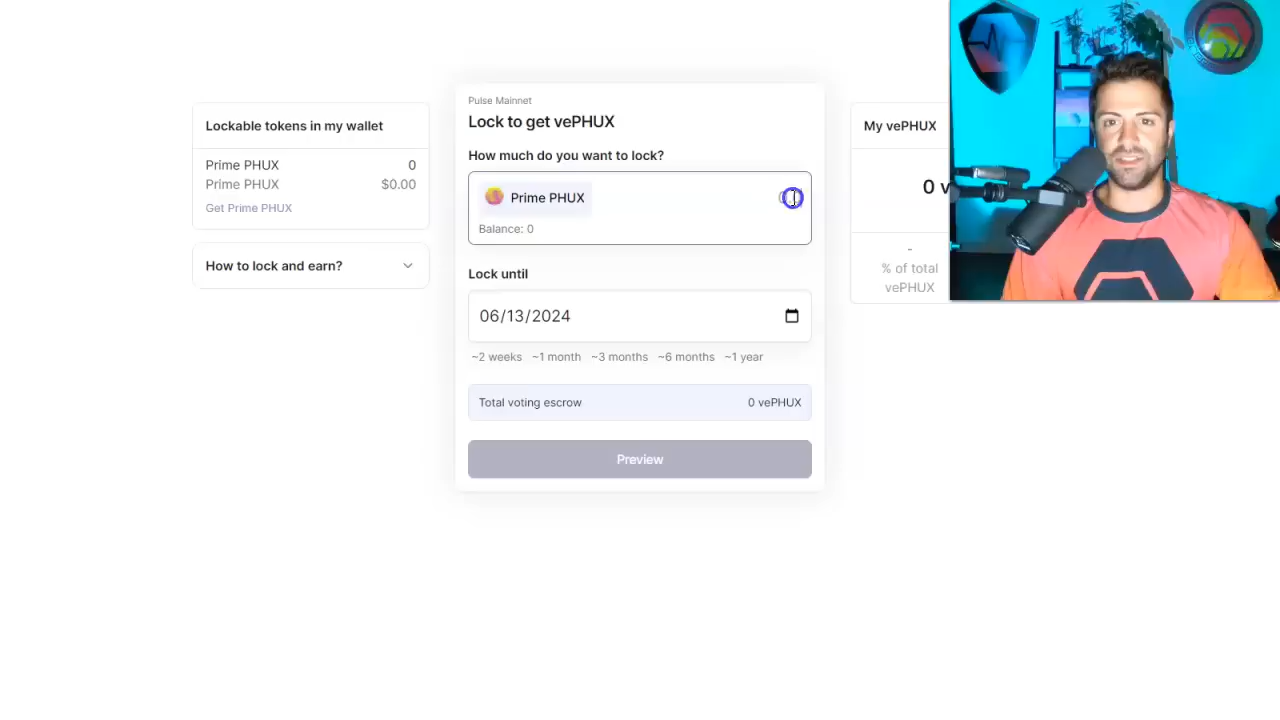 Lockable tokens in my wallet
Prime PHUX 0
Prime PHUX $0.00
Get Prime PHUX
How to lock and earn?
Pulse Mainnet
Lock to get vePHUX
How much do you want to lock?
Prime PHUX
Balance: 0
Lock until
06/13/2024
~2 weeks ~1 month ~3 months ~6 months ~1 year
Total voting escrow 0 vePHUX
Preview
My vePHUX
0 v
-
% of total
vePHUX